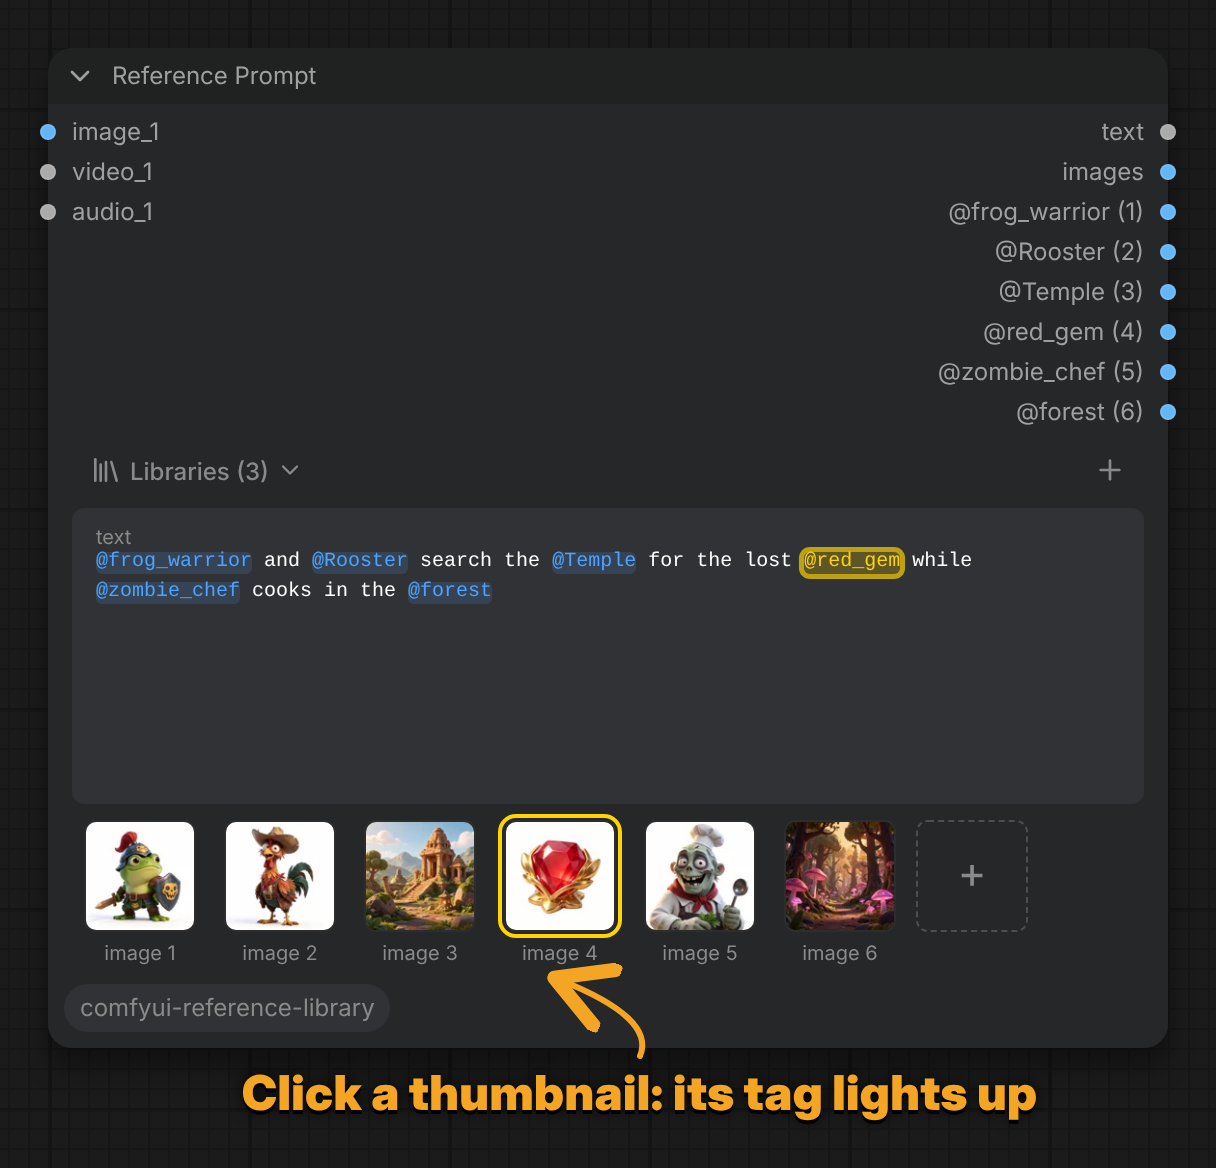 Reference Prompt
image_1
text
video_1
images
audio_1
@frog_warrior (1)
@Rooster (2)
@Temple (3)
@red_gem (4)
@zombie_chef (5)
@forest (6)
Libraries (3)
+
text
@frog_warrior and @Rooster search the @Temple for the lost @red_gem while
@zombie_chef cooks in the @forest
+
image 1
image 2
image 3
image 4
image 5
image 6
comfyui-reference-library
Click a thumbnail: its tag lights up